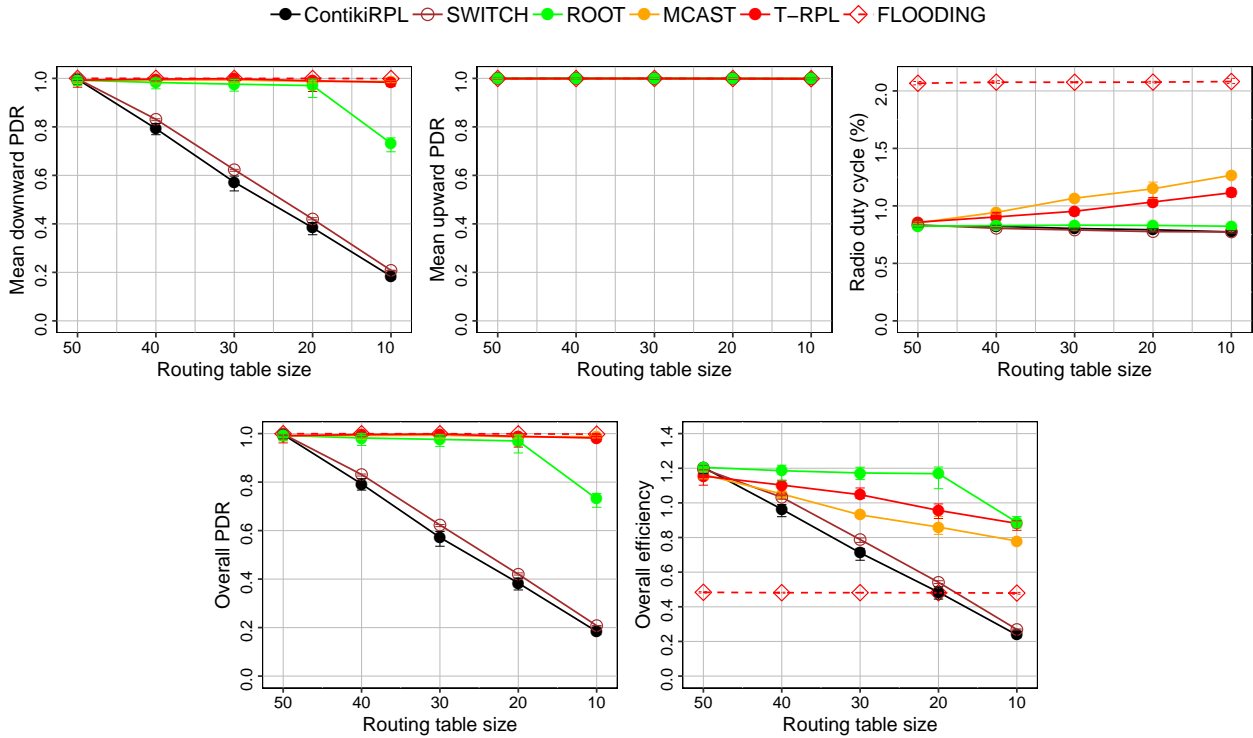 ContikiRPL SWITCH ROOT MCAST T−RPL FLOODING
Mean downward PDR
0.0 0.2 0.4 0.6 0.8 1.0
50 40 30 20 10
Routing table size
Mean upward PDR
0.0 0.2 0.4 0.6 0.8 1.0
50 40 30 20 10
Routing table size
Radio duty cycle (%)
0.0 0.5 1.0 1.5 2.0
50 40 30 20 10
Routing table size
Overall PDR
0.0 0.2 0.4 0.6 0.8 1.0
50 40 30 20 10
Routing table size
Overall efficiency
0.0 0.2 0.4 0.6 0.8 1.0 1.2 1.4
50 40 30 20 10
Routing table size